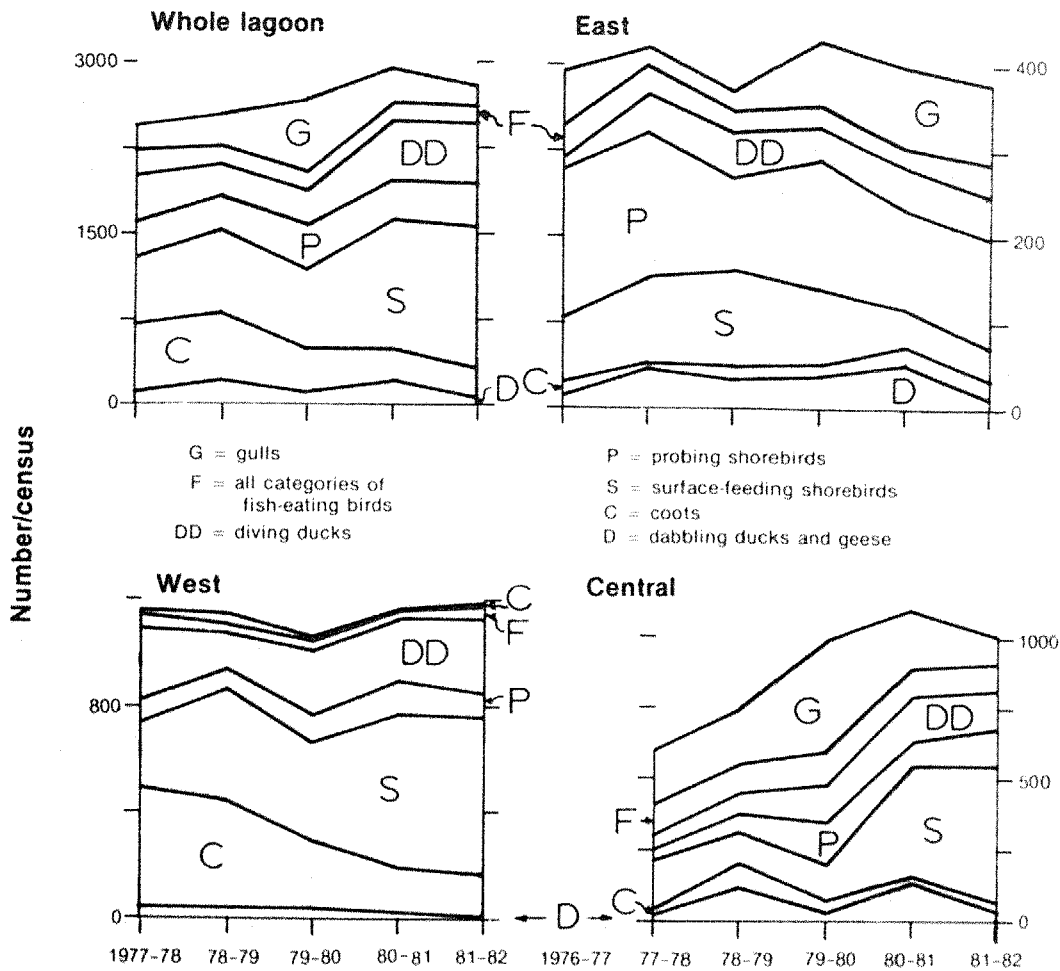 Whole lagoon
East
3000
1500
0
G
F
DD
P
S
C
D
400
200
0
G
DD
P
S
C
D
Number/census
G = gulls
F = all categories of
fish-eating birds
DD = diving ducks
P = probing shorebirds
S = surface-feeding shorebirds
C = coots
D = dabbling ducks and geese
West
Central
800
0
C
F
DD
P
S
C
D
1000
500
0
G
DD
F
P
S
C
1977-78 78-79 79-80 80-81 81-82
1976-77 77-78 78-79 79-80 80-81 81-82